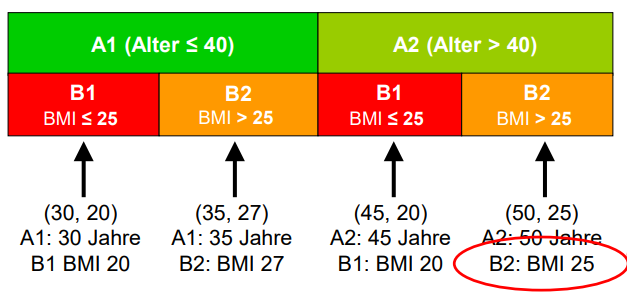 A1 (Alter ≤ 40) A2 (Alter > 40)
B1 B2 B1 B2
BMI ≤ 25 BMI > 25 BMI ≤ 25 BMI > 25
(30, 20) (35, 27) (45, 20) (50, 25)
A1: 30 Jahre A1: 35 Jahre A2: 45 Jahre A2: 50 Jahre
B1 BMI 20 B2: BMI 27 B1: BMI 20 B2: BMI 25